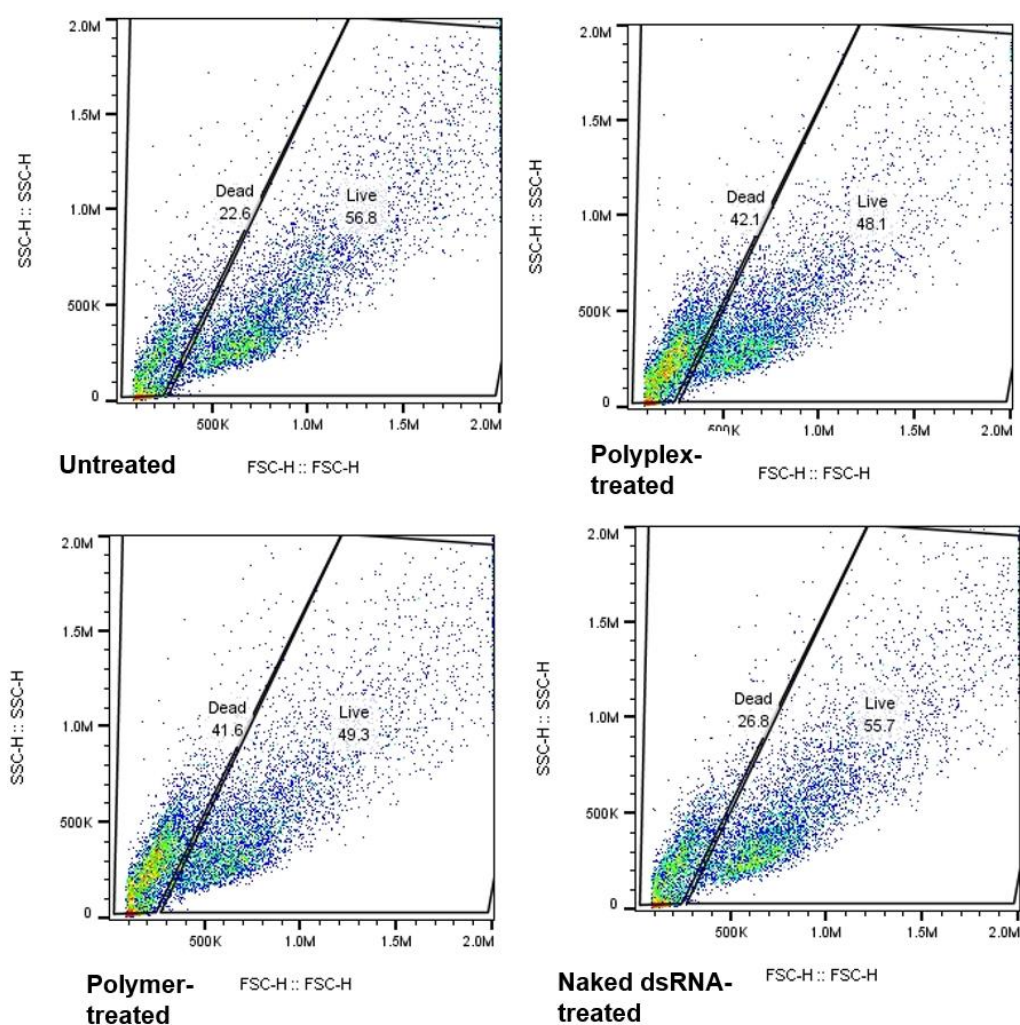 2.0M
1.5M
1.0M
500K
0
SSC-H :: SSC-H
Dead
22.6
Live
56.8
500K
1.0M
1.5M
2.0M
Untreated
FSC-H :: FSC-H
2.0M
1.5M
1.0M
500K
0
SSC-H :: SSC-H
Dead
42.1
Live
48.1
500K
1.0M
1.5M
2.0M
Polyplex-
treated
FSC-H :: FSC-H
2.0M
1.5M
1.0M
500K
0
SSC-H :: SSC-H
Dead
41.6
Live
49.3
500K
1.0M
1.5M
2.0M
Polymer-
treated
FSC-H :: FSC-H
2.0M
1.5M
1.0M
500K
0
SSC-H :: SSC-H
Dead
26.8
Live
55.7
500K
1.0M
1.5M
2.0M
Naked dsRNA-
treated
FSC-H :: FSC-H